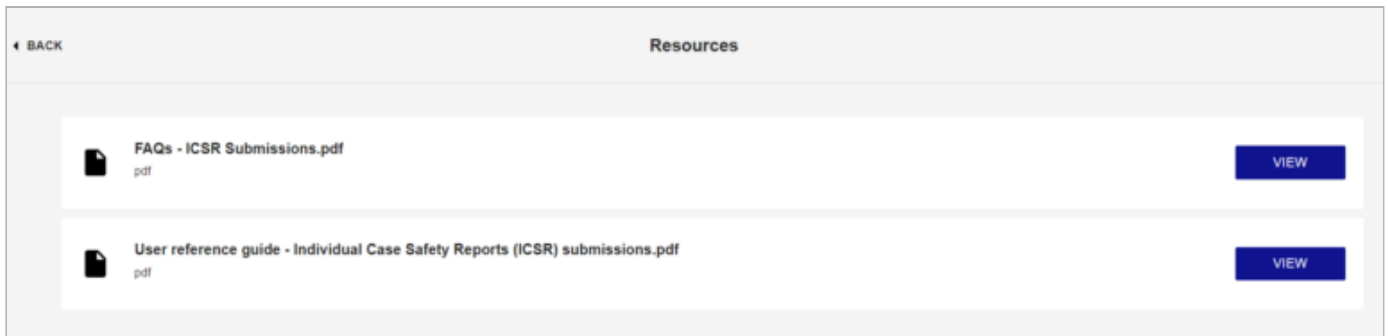 BACK
Resources
FAQs - ICSR Submissions.pdf
pdf
VIEW
User reference guide - Individual Case Safety Reports (ICSR) submissions.pdf
pdf
VIEW